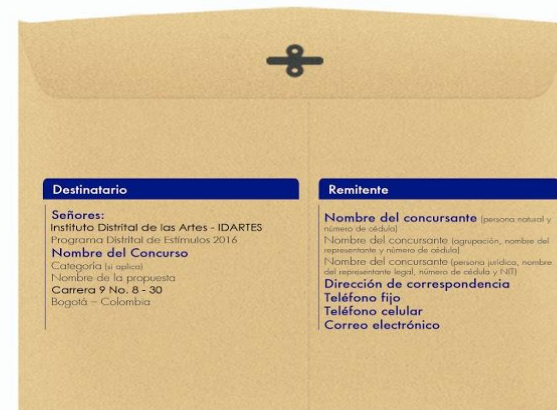 Destinatario
Señores:
Instituto Distrital de las Artes - IDARTES
Programa Distrital de Estímulos 2016
Nombre del Concurso
Categoría (si aplica)
Nombre de la propuesta
Carrera 9 No. 8 - 30
Bogotá – Colombia
Remitente
Nombre del concursante (persona natural y
número de cédula)
Nombre del concursante (agrupación, nombre del
representante y número de cédula)
Nombre del concursante (persona jurídica, nombre
del representante legal, número de cédula y NIT)
Dirección de correspondencia
Teléfono fijo
Teléfono celular
Correo electrónico